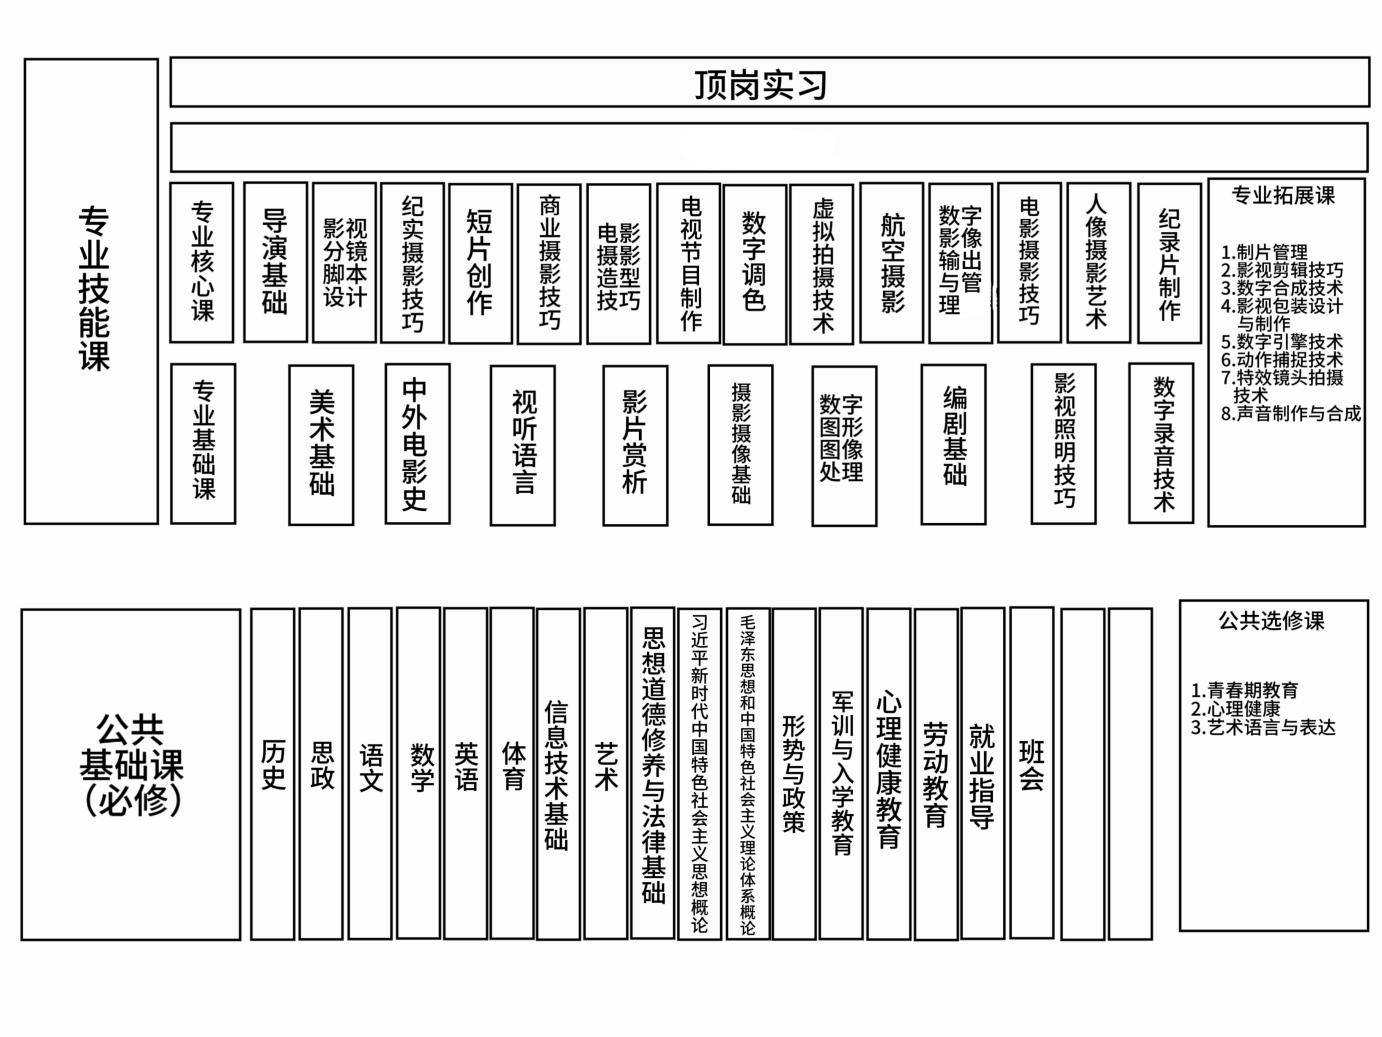 顶岗实习
专业技能课
专业核心课
导演基础
影视分镜脚本设计
纪实摄影技巧
短片创作
商业摄影技巧
电影摄影造型技巧
电视节目制作
数字调色
虚拟拍摄技术
航空摄影
数字影像输出与管理
电影摄影技巧
人像摄影艺术
纪录片制作
专业拓展课
1.制片管理
2.影视剪辑技巧
3.数字合成技术
4.影视包装设计
与制作
5.数字引擎技术
6.动作捕捉技术
7.特效镜头拍摄
技术
8.声音制作与合成
专业基础课
美术基础
中外电影史
视听语言
影片赏析
摄影摄像基础
数字图形图像处理
编剧基础
影视照明技巧
数字录音技术
公共
基础课
（必修）
历史
思政
语文
数学
英语
体育
信息技术基础
艺术
思想道德修养与法律基础
习近平新时代中国特色社会主义思想概论
毛泽东思想和中国特色社会主义理论体系概论
形势与政策
军训与入学教育
心理健康教育
劳动教育
就业指导
班会
公共选修课
1.青春期教育
2.心理健康
3.艺术语言与表达